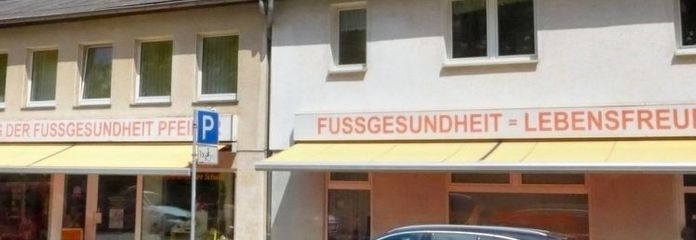 S DER FUSSGESUNDHEIT PFEI
P
FUSSGESUNDHEIT = LEBENSFREU